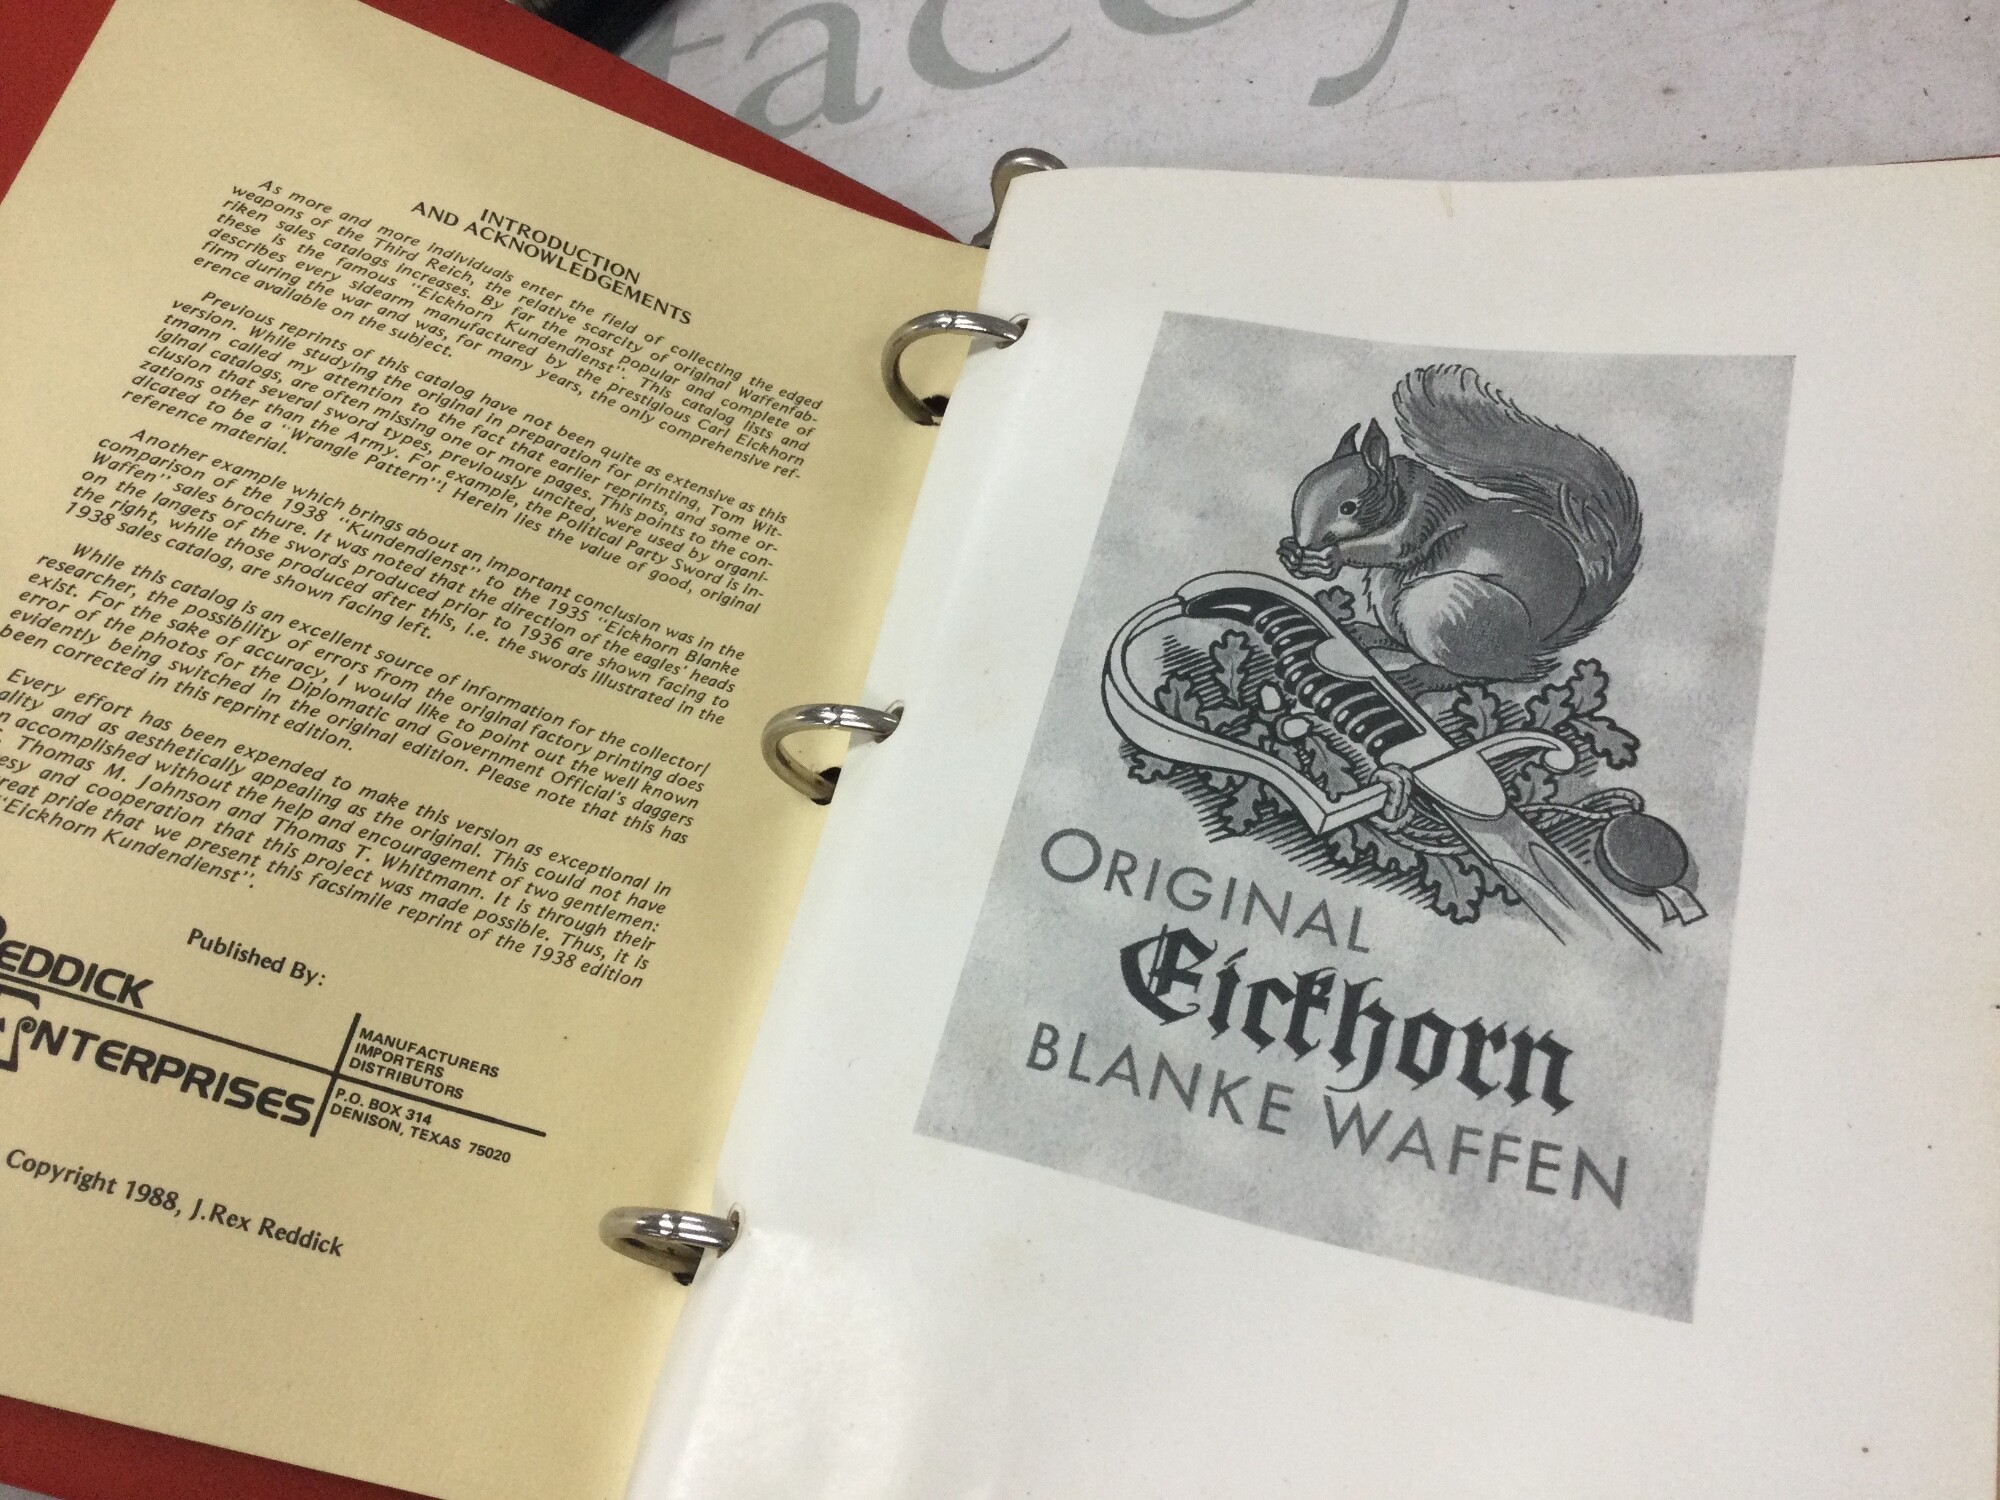 INTRODUCTION
AND ACKNOWLEDGEMENTS
As more and more individuals enter the field of collecting the edged
weapons of the Third Reich, the relative scarcity of original Waffenfab-
riken sales catalogs increases. By far the most popular and complete of
these is the famous "Eickhorn Kundendienst". This catalog lists and
describes every sidearm manufactured by the prestigious Carl Eickhorn
firm during the war and was, for many years, the only comprehensive ref-
erence available on the subject.
Previous reprints of this catalog have not been quite as extensive as this
version. While studying the original in preparation for printing, Tom Wit-
tmann called my attention to the fact that earlier reprints, and some or-
iginal catalogs, are often missing one or more pages. This points to the con-
clusion that several sword types, previously uncited, were used by organi-
zations other than the Army. For example, the Political Party Sword is in-
dicated to be a "Wrangle Pattern"! Herein lies the value of good, original
reference material.
Another example which brings about an important conclusion was in the
comparison of the 1938 "Kundendienst" to the 1935 "Eickhorn Blanke
Waffen" sales brochure. It was noted that the direction of the eagles' heads
on the langets of the swords produced prior to 1936 are shown facing to
the right, while those produced after this, i.e. the swords illustrated in the
1938 sales catalog, are shown facing left.
While this catalog is an excellent source of information for the collector/
researcher, the possibility of errors from the original factory printing does
exist. For the sake of accuracy, I would like to point out the well known
error of the photos for the Diplomatic and Government Official's daggers
evidently being switched in the original edition. Please note that this has
been corrected in this reprint edition.
Every effort has been expended to make this version as exceptional in
ality and as aesthetically appealing as the original. This could not have
n accomplished without the help and encouragement of two gentlemen:
. Thomas M. Johnson and Thomas T. Whittmann. It is through their
esy and cooperation that this project was made possible. Thus, it is
reat pride that we present this facsimile reprint of the 1938 edition
"Eickhorn Kundendienst".
Published By:
REDDICK
ENTERPRISES
MANUFACTURERS
IMPORTERS
DISTRIBUTORS
P.O. BOX 314
DENISON, TEXAS 75020
Copyright 1988, J.Rex Reddick
ORIGINAL
Eickhorn
BLANKE WAFFEN